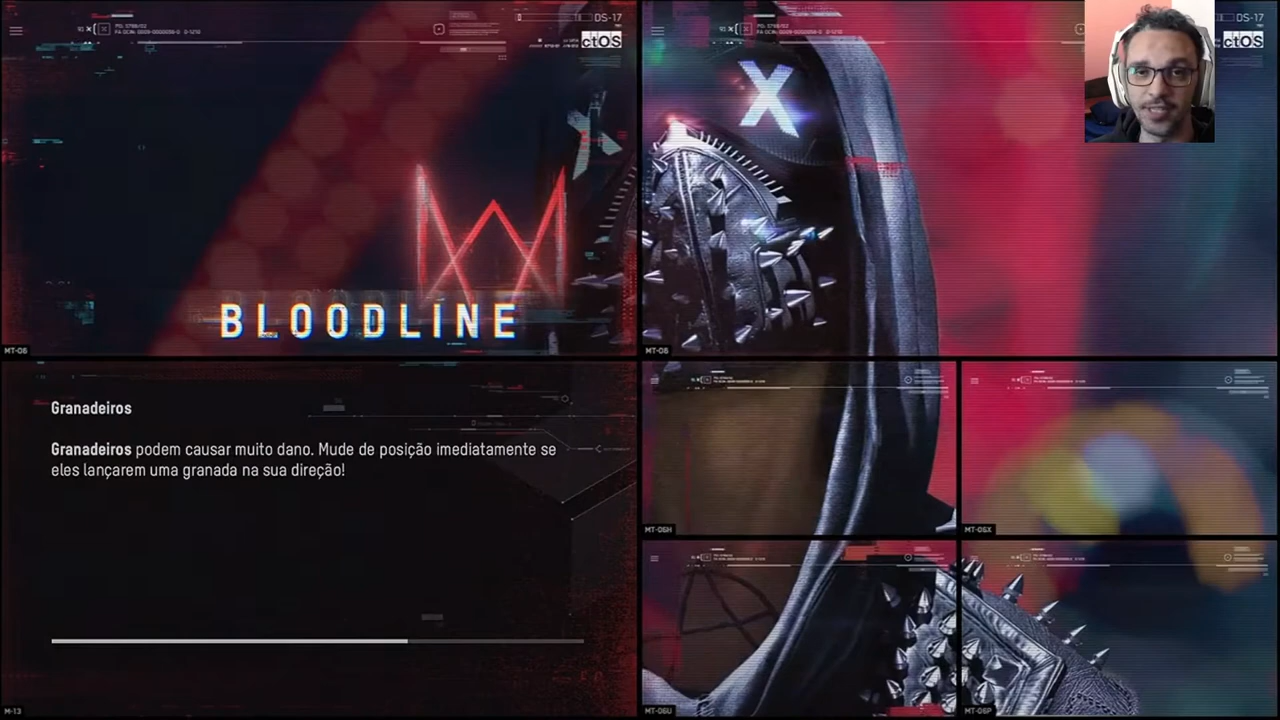 DS-17
ctOS
DS-17
ctOS
BLOODLINE
MT-06
MT-06
Granadeiros
Granadeiros podem causar muito dano. Mude de posição imediatamente se
eles lançarem uma granada na sua direção!
MT-06H
MT-06X
M-13
MT-06U
MT-06P